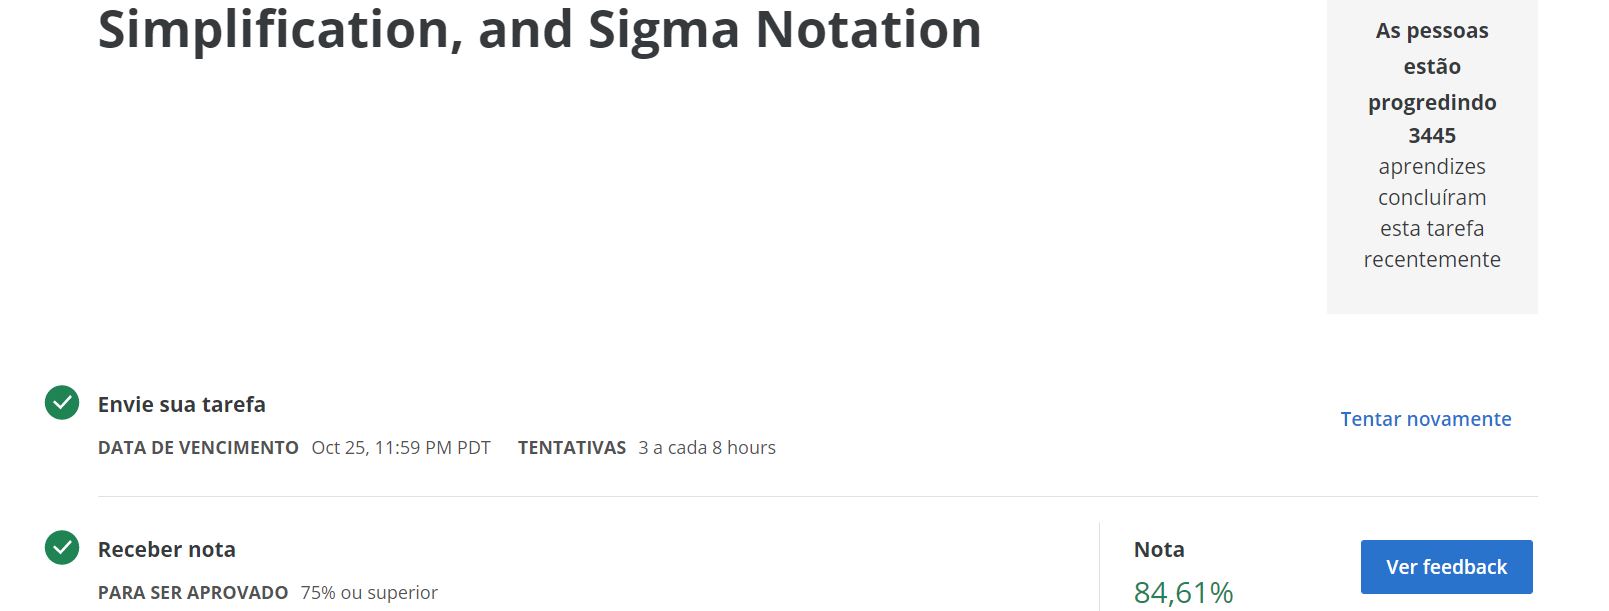 Simplification, and Sigma Notation
As pessoas
estão
progredindo
3445
aprendizes
concluíram
esta tarefa
recentemente
Envie sua tarefa
Tentar novamente
DATA DE VENCIMENTO Oct 25, 11:59 PM PDT TENTATIVAS 3 a cada 8 hours
Receber nota
PARA SER APROVADO 75% ou superior
Nota
84,61%
Ver feedback